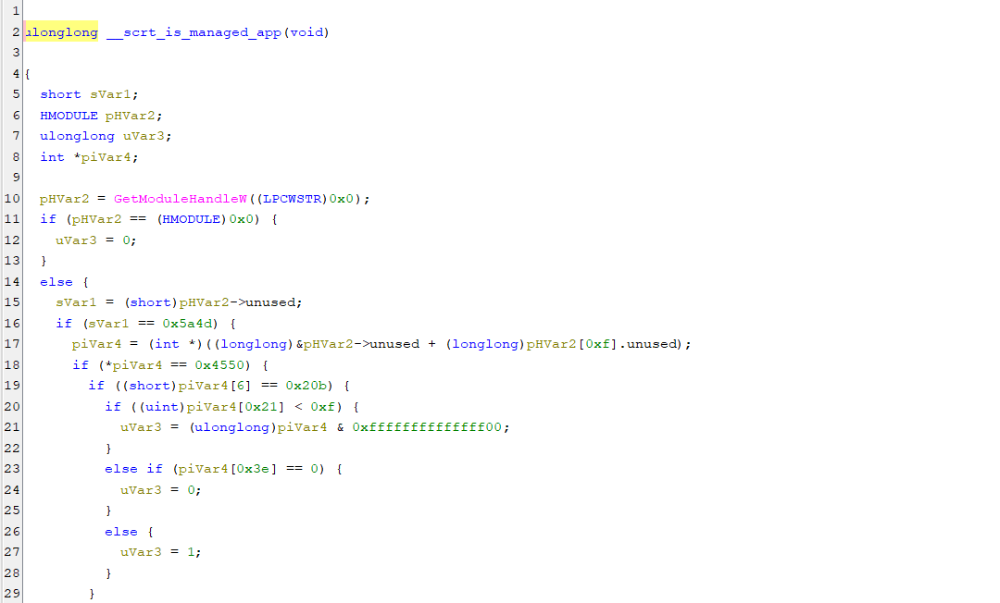 1
2 ulonglong __scrt_is_managed_app(void)
3
4 {
5 short sVar1;
6 HMODULE pHVar2;
7 ulonglong uVar3;
8 int *piVar4;
9
10 pHVar2 = GetModuleHandleW((LPCWSTR)0x0);
11 if (pHVar2 == (HMODULE)0x0) {
12 uVar3 = 0;
13 }
14 else {
15 sVar1 = (short)pHVar2->unused;
16 if (sVar1 == 0x5a4d) {
17 piVar4 = (int *)((longlong)&pHVar2->unused + (longlong)pHVar2[0xf].unused);
18 if (*piVar4 == 0x4550) {
19 if ((short)piVar4[6] == 0x20b) {
20 if ((uint)piVar4[0x21] < 0xf) {
21 uVar3 = (ulonglong)piVar4 & 0xffffffffffffff00;
22 }
23 else if (piVar4[0x3e] == 0) {
24 uVar3 = 0;
25 }
26 else {
27 uVar3 = 1;
28 }
29 }